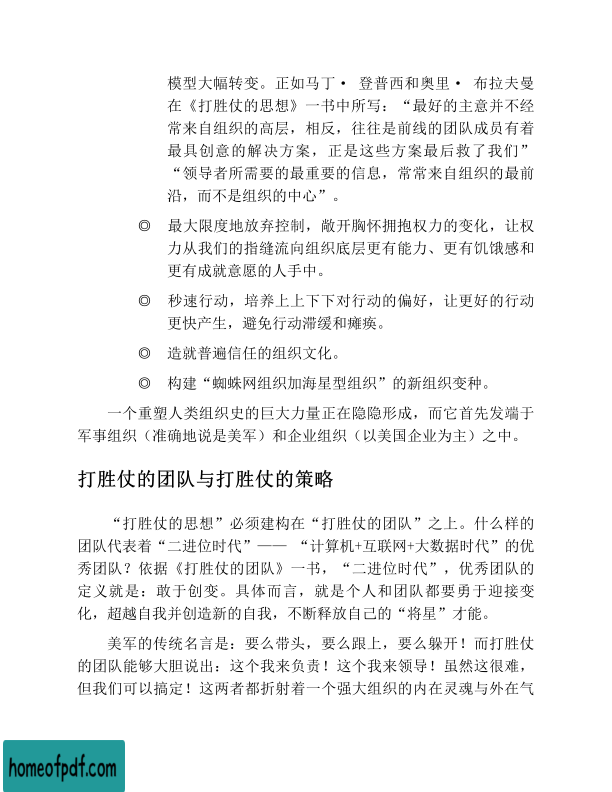 模型大幅转变。正如马丁• 登普西和奥里• 布拉夫曼
在《打胜仗的思想》一书中所写：“最好的主意并不经
常来自组织的高层，相反，往往是前线的团队成员有着
最具创意的解决方案，正是这些方案最后救了我们”
“领导者所需要的最重要的信息，常常来自组织的最前
沿，而不是组织的中心”。
◎ 最大限度地放弃控制，敞开胸怀拥抱权力的变化，让权
力从我们的指缝流向组织底层更有能力、更有饥饿感和
更有成就意愿的人手中。
◎ 秒速行动，培养上上下下对行动的偏好，让更好的行动
更快产生，避免行动滞缓和瘫痪。
◎ 造就普遍信任的组织文化。
◎ 构建“蜘蛛网组织加海星型组织”的新组织变种。
一个重塑人类组织史的巨大力量正在隐隐形成，而它首先发端于
军事组织（准确地说是美军）和企业组织（以美国企业为主）之中。
打胜仗的团队与打胜仗的策略
“打胜仗的思想”必须建构在“打胜仗的团队”之上。什么样的
团队代表着“二进位时代”—— “计算机+互联网+大数据时代”的优
秀团队？依据《打胜仗的团队》一书，“二进位时代”，优秀团队的
定义就是：敢于创变。具体而言，就是个人和团队都要勇于迎接变
化，超越自我并创造新的自我，不断释放自己的“将星”才能。
美军的传统名言是：要么带头，要么跟上，要么躲开！而打胜仗
的团队能够大胆说出：这个我来负责！这个我来领导！虽然这很难，
但我们可以搞定！这两者都折射着一个强大组织的内在灵魂与外在气
homeofpdf.com